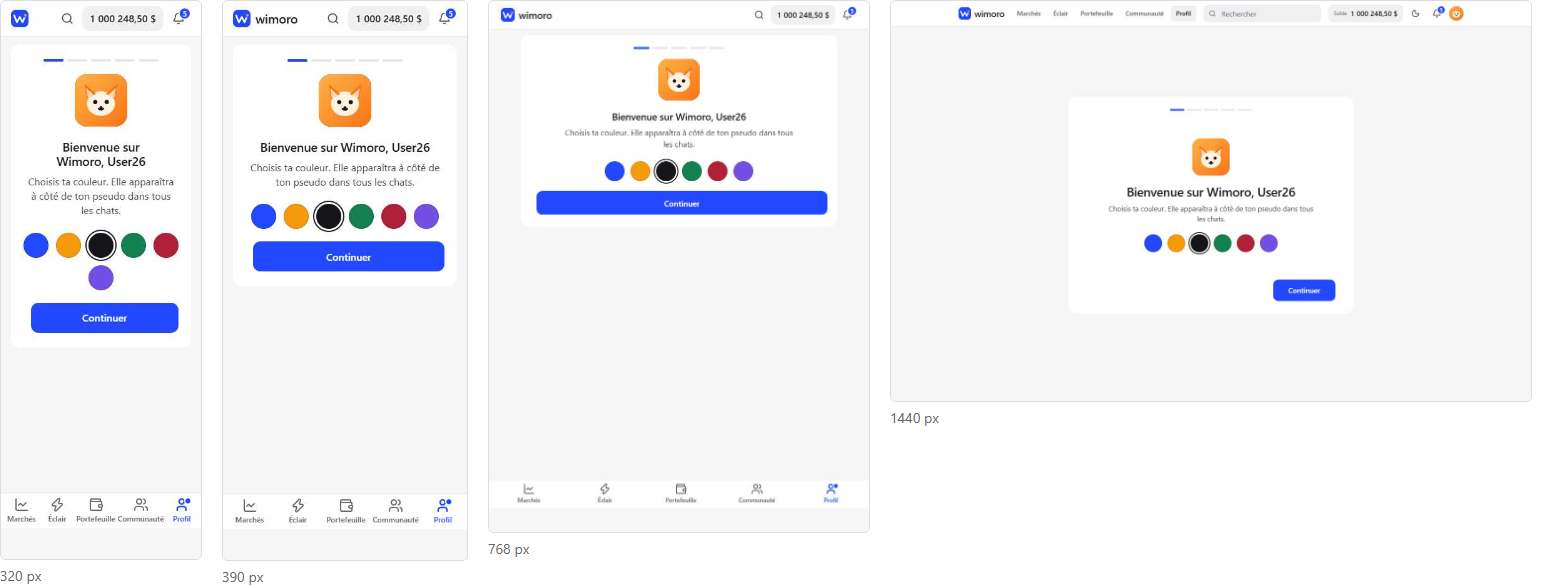 1 000 248,50 $
5
Bienvenue sur
Wimoro, User26
Choisis ta couleur. Elle apparaîtra
à côté de ton pseudo dans tous
les chats.
Continuer
Marchés Éclair Portefeuille Communauté Profil
320 px
wimoro
1 000 248,50 $
5
Bienvenue sur Wimoro, User26
Choisis ta couleur. Elle apparaîtra à côté de
ton pseudo dans tous les chats.
Continuer
Marchés Éclair Portefeuille Communauté Profil
390 px
wimoro
1 000 248,50 $
5
Bienvenue sur Wimoro, User26
Choisis ta couleur. Elle apparaîtra à côté de ton pseudo dans tous
les chats.
Continuer
Marchés Éclair Portefeuille Communauté Profil
768 px
wimoro Marchés Éclair Portefeuille Communauté Profil Rechercher Solde 1 000 248,50 $ 5
Bienvenue sur Wimoro, User26
Choisis ta couleur. Elle apparaîtra à côté de ton pseudo dans tous
les chats.
Continuer
1440 px